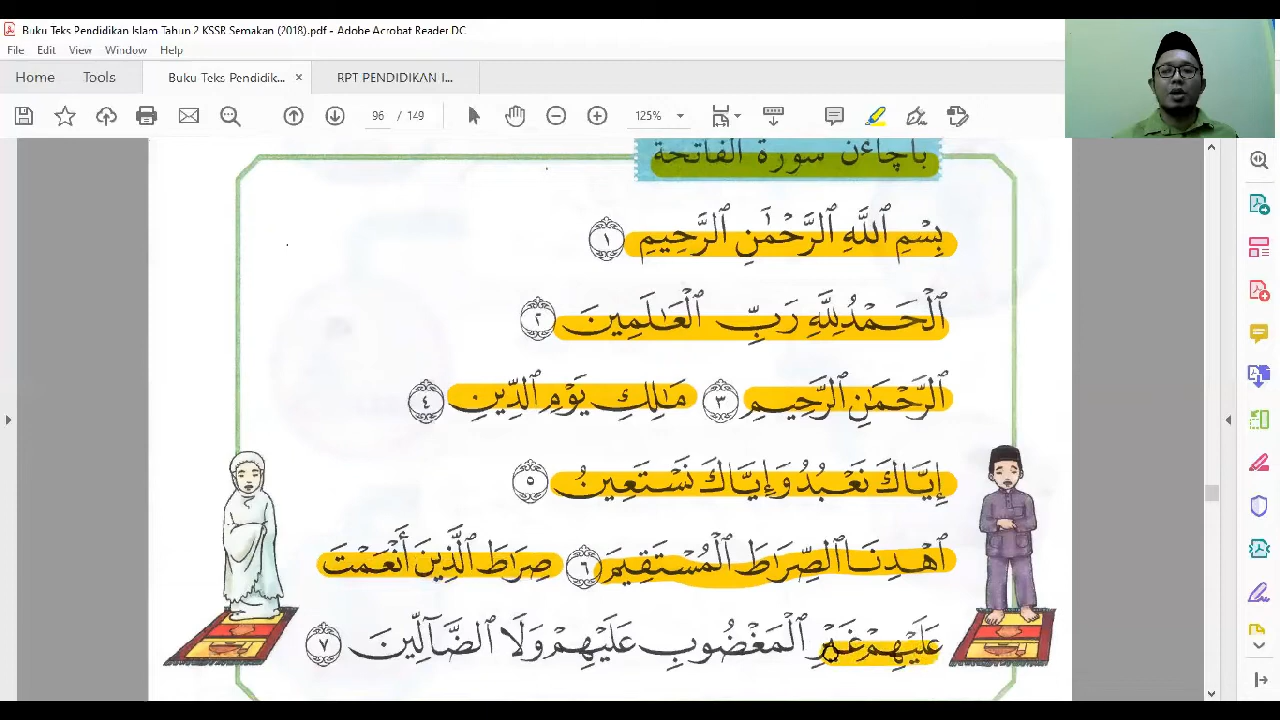 Buku Teks Pendidikan Islam Tahun 2 KSSR Semakan (2018).pdf - Adobe Acrobat Reader DC
File Edit View Window Help
Home Tools Buku Teks Pendidik... × RPT PENDIDIKAN I...
96 / 149 125%
باچاءن سورة الفاتحة
بِسْمِ ٱللَّهِ ٱلرَّحْمَـٰنِ ٱلرَّحِيمِ ١
ٱلْحَمْدُ لِلَّهِ رَبِّ ٱلْعَـٰلَمِينَ ٢
ٱلرَّحْمَـٰنِ ٱلرَّحِيمِ ٣ مَـٰلِكِ يَوْمِ ٱلدِّينِ ٤
إِيَّاكَ نَعْبُدُ وَإِيَّاكَ نَسْتَعِينُ ٥
ٱهْدِنَا ٱلصِّرَاطَ ٱلْمُسْتَقِيمَ ٦ صِرَاطَ ٱلَّذِينَ أَنْعَمْتَ
عَلَيْهِمْ غَيْرِ ٱلْمَغْضُوبِ عَلَيْهِمْ وَلَا ٱلضَّآلِّينَ ٧